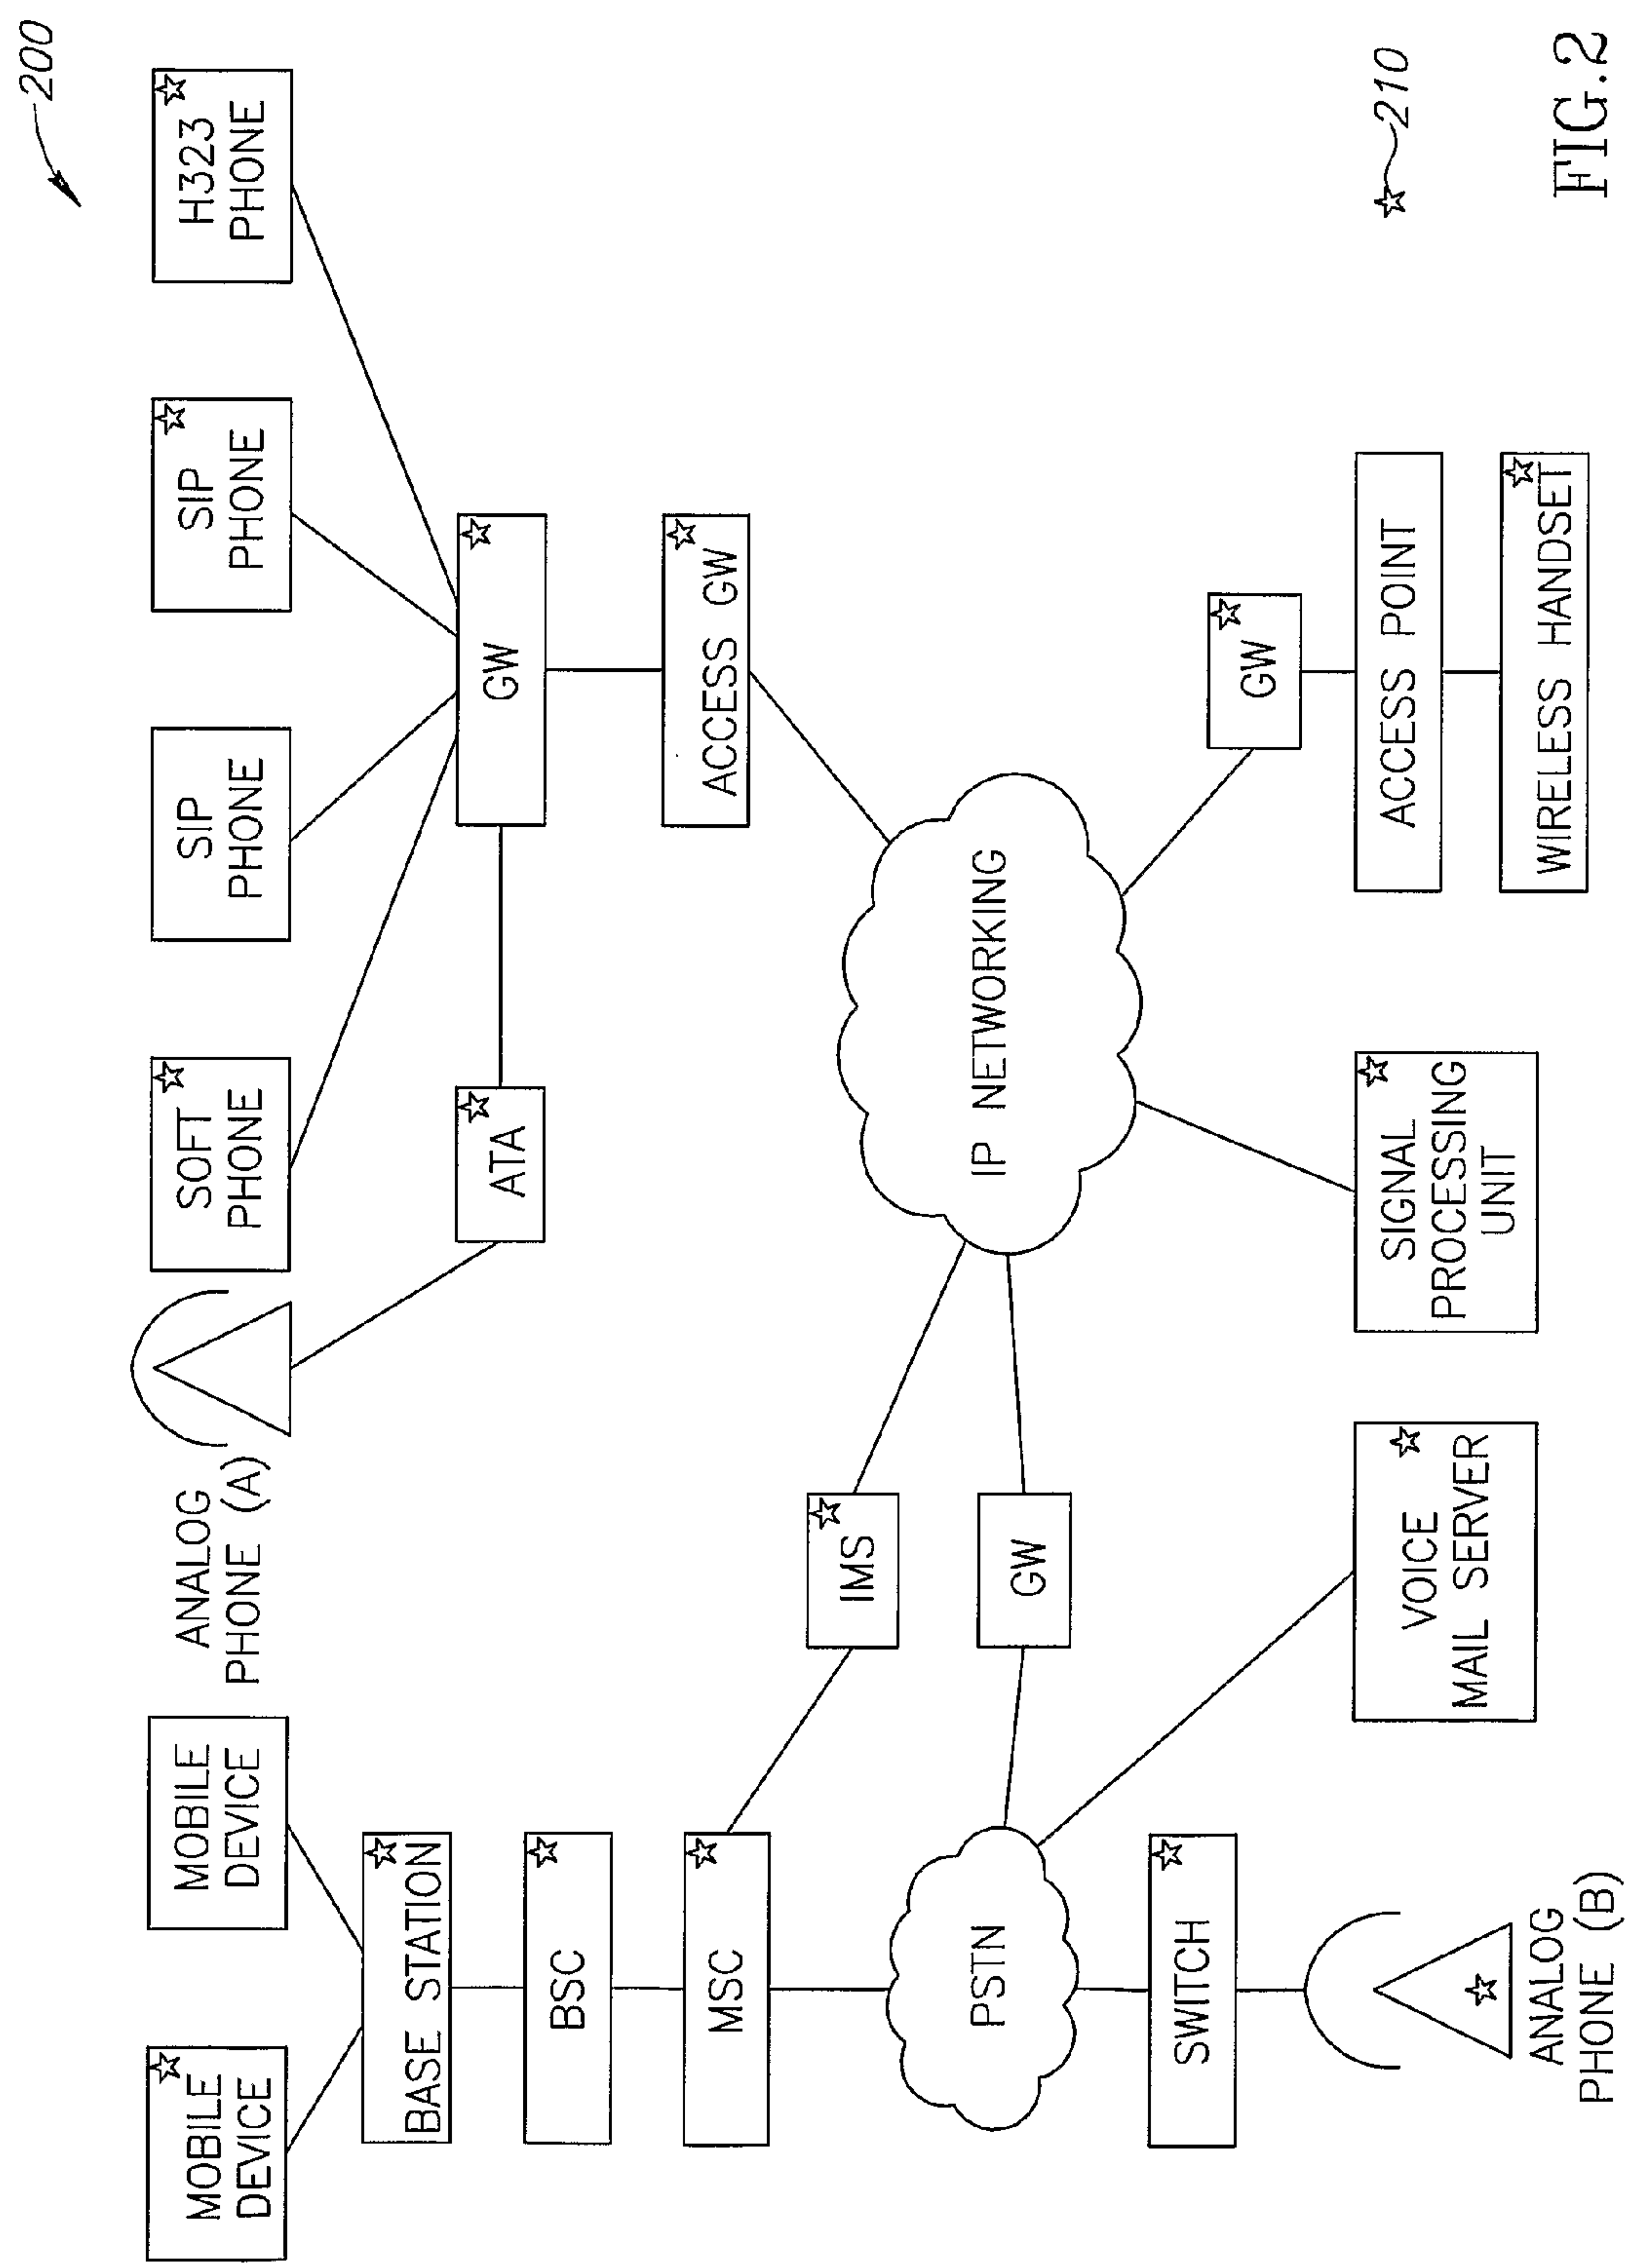 200
MOBILE
DEVICE
MOBILE
DEVICE
ANALOG
PHONE (A)
SOFT
PHONE
SIP
PHONE
SIP
PHONE
H323
PHONE
BASE STATION
ATA
GW
BSC
MSC
ACCESS GW
IMS
GW
PSTN
IP NETWORKING
SWITCH
GW
VOICE
MAIL SERVER
SIGNAL
PROCESSING
UNIT
ACCESS POINT
WIRELESS HANDSET
210
ANALOG
PHONE (B)
FIG.2